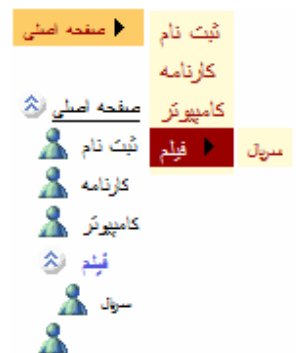 صفحه اصلی
ثبت نام
کارنامه
کامپیوتر
فیلم
سریال
صفحه اصلی
ثبت نام
کارنامه
کامپیوتر
فیلم
سریال